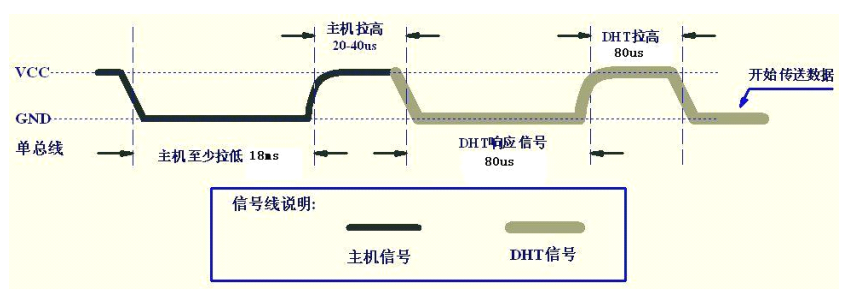 主机拉高
20-40us
DHT拉高
80us
VCC
开始传送数据
GND
单总线
主机至少拉低 18ms
DHT响应信号
80us
信号线说明:
主机信号
DHT信号